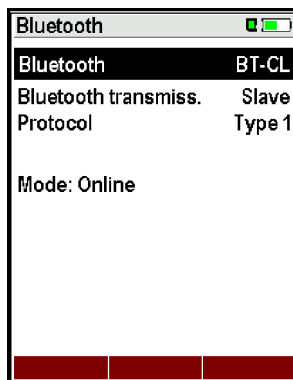 Bluetooth
Bluetooth BT-CL
Bluetooth transmiss. Slave
Protocol Type 1
Mode: Online